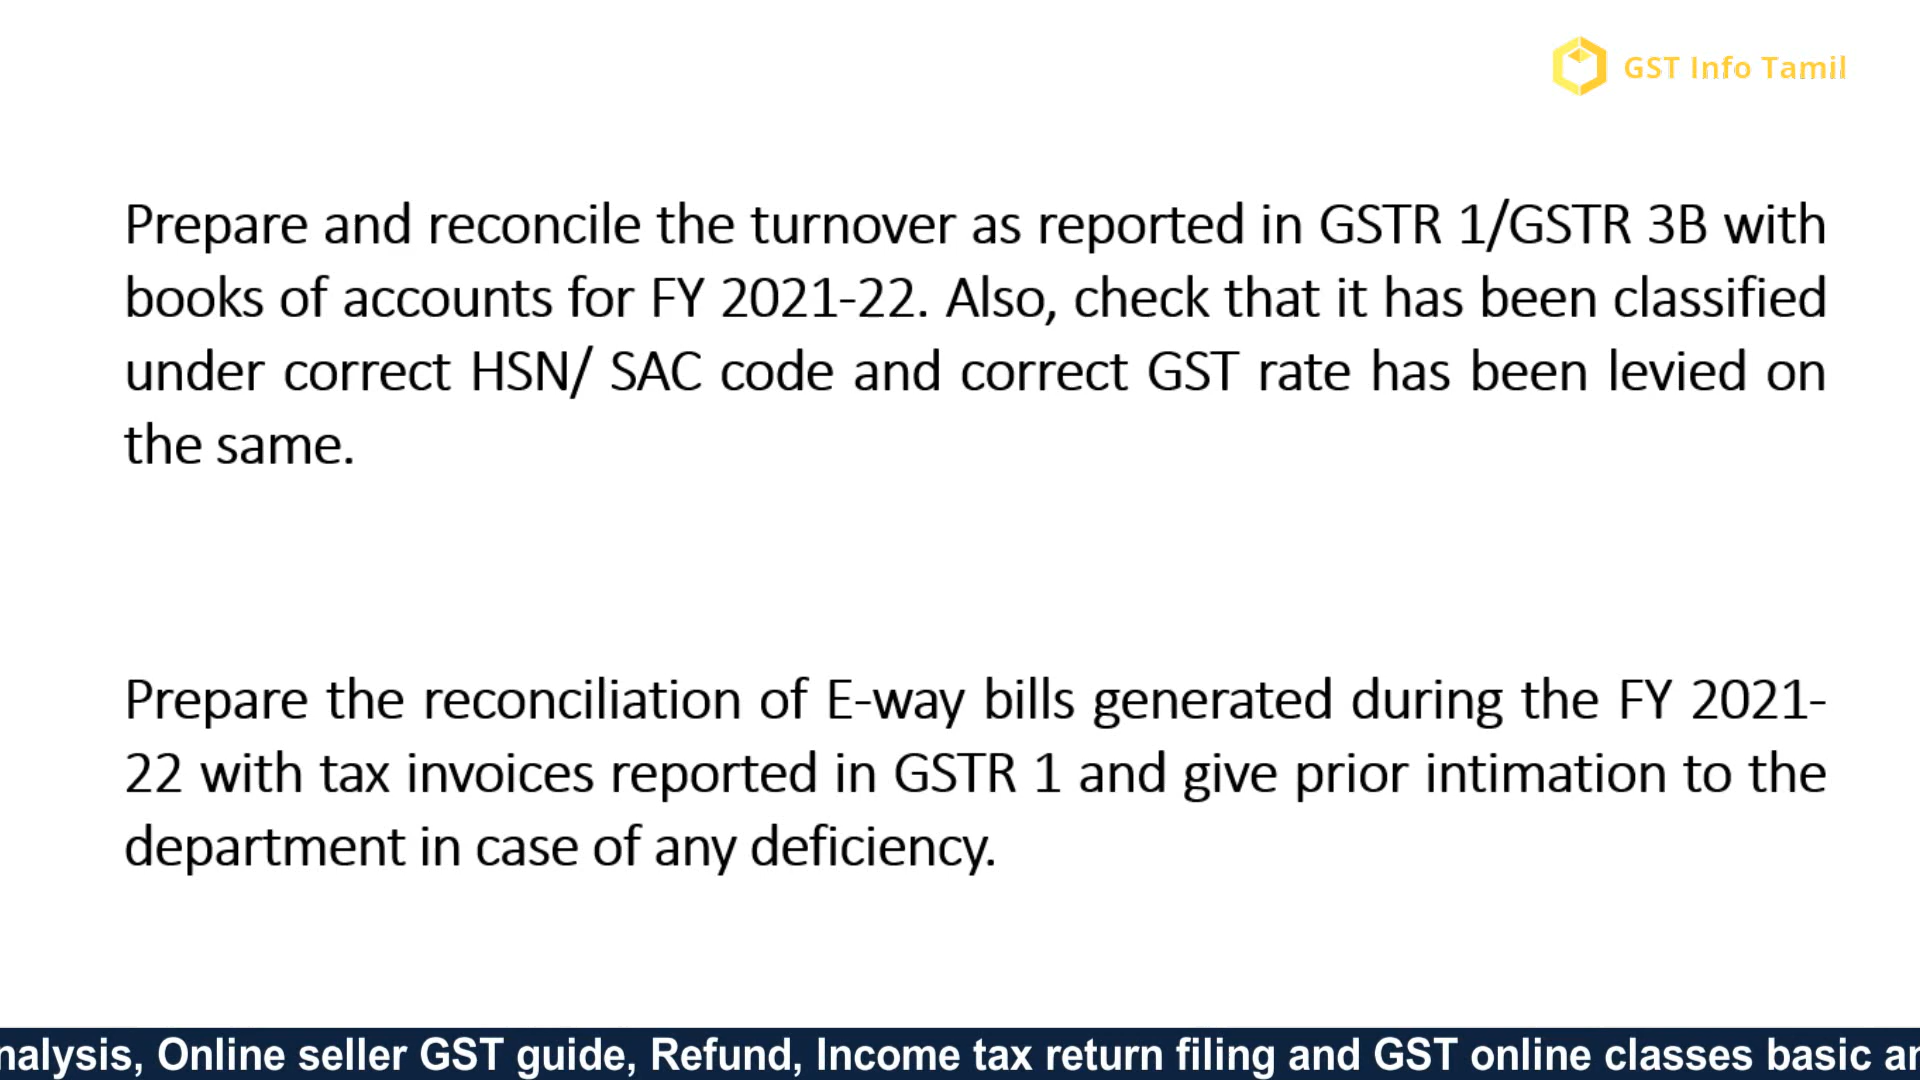 GST Info Tamil
Prepare and reconcile the turnover as reported in GSTR 1/GSTR 3B with
books of accounts for FY 2021-22. Also, check that it has been classified
under correct HSN/ SAC code and correct GST rate has been levied on
the same.
Prepare the reconciliation of E-way bills generated during the FY 2021-
22 with tax invoices reported in GSTR 1 and give prior intimation to the
department in case of any deficiency.
nalysis, Online seller GST guide, Refund, Income tax return filing and GST online classes basic an